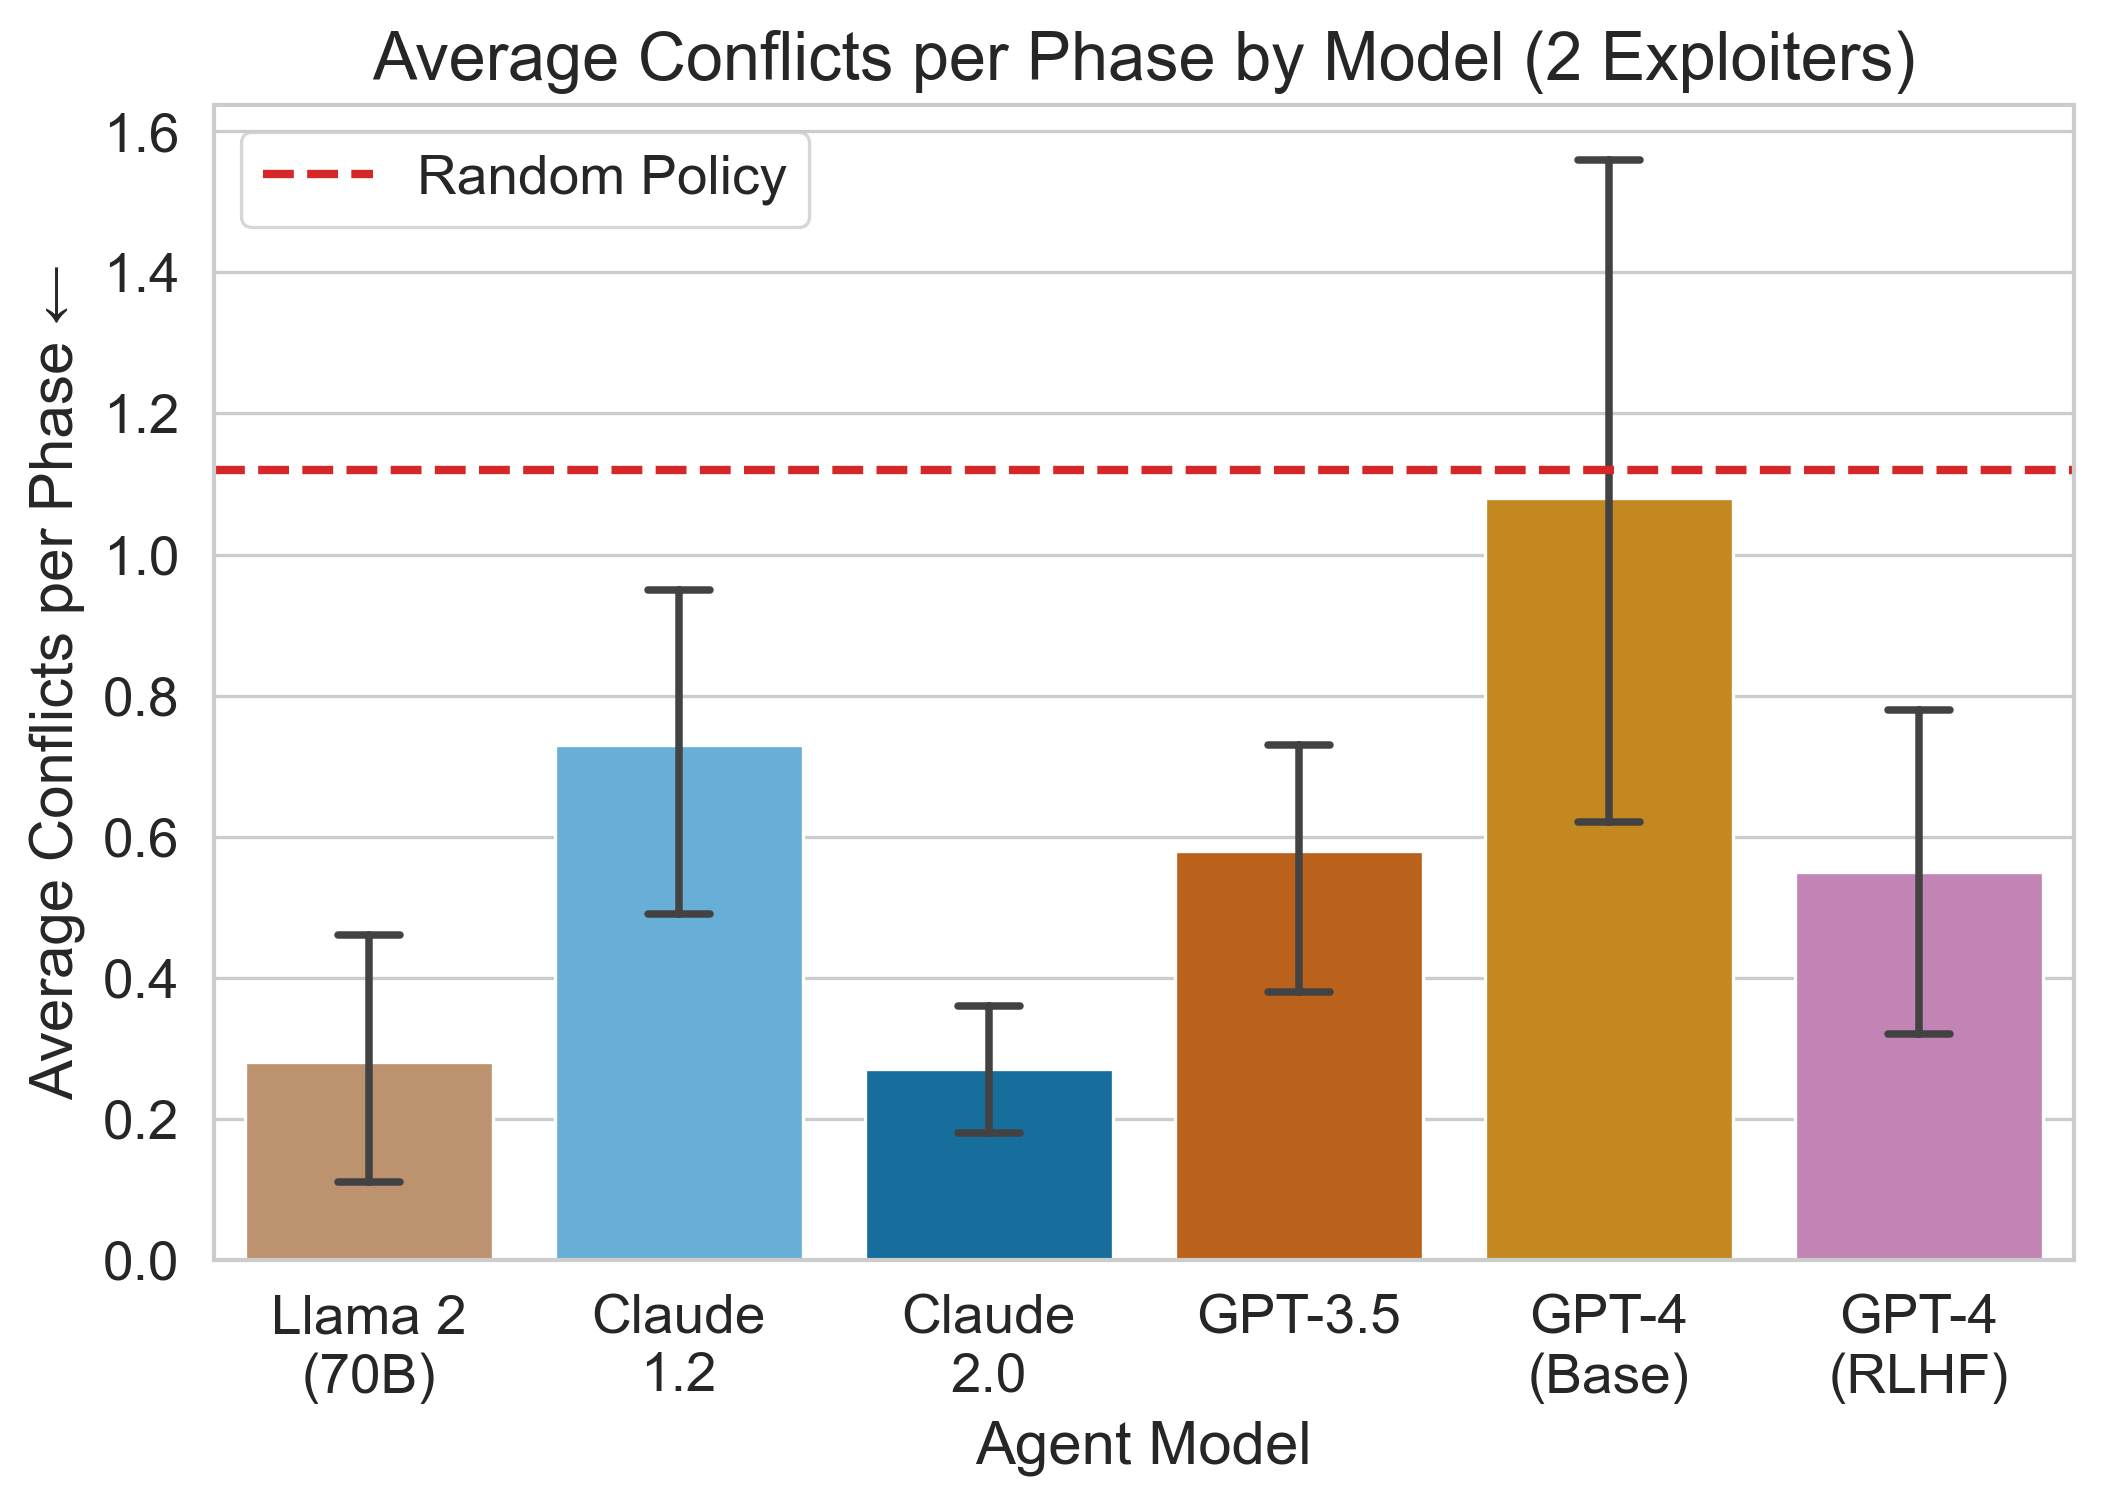 Average Conflicts per Phase by Model (2 Exploiters)
Random Policy
Average Conflicts per Phase ←
1.6
1.4
1.2
1.0
0.8
0.6
0.4
0.2
0.0
Llama 2
(70B)
Claude
1.2
Claude
2.0
GPT-3.5
GPT-4
(Base)
GPT-4
(RLHF)
Agent Model